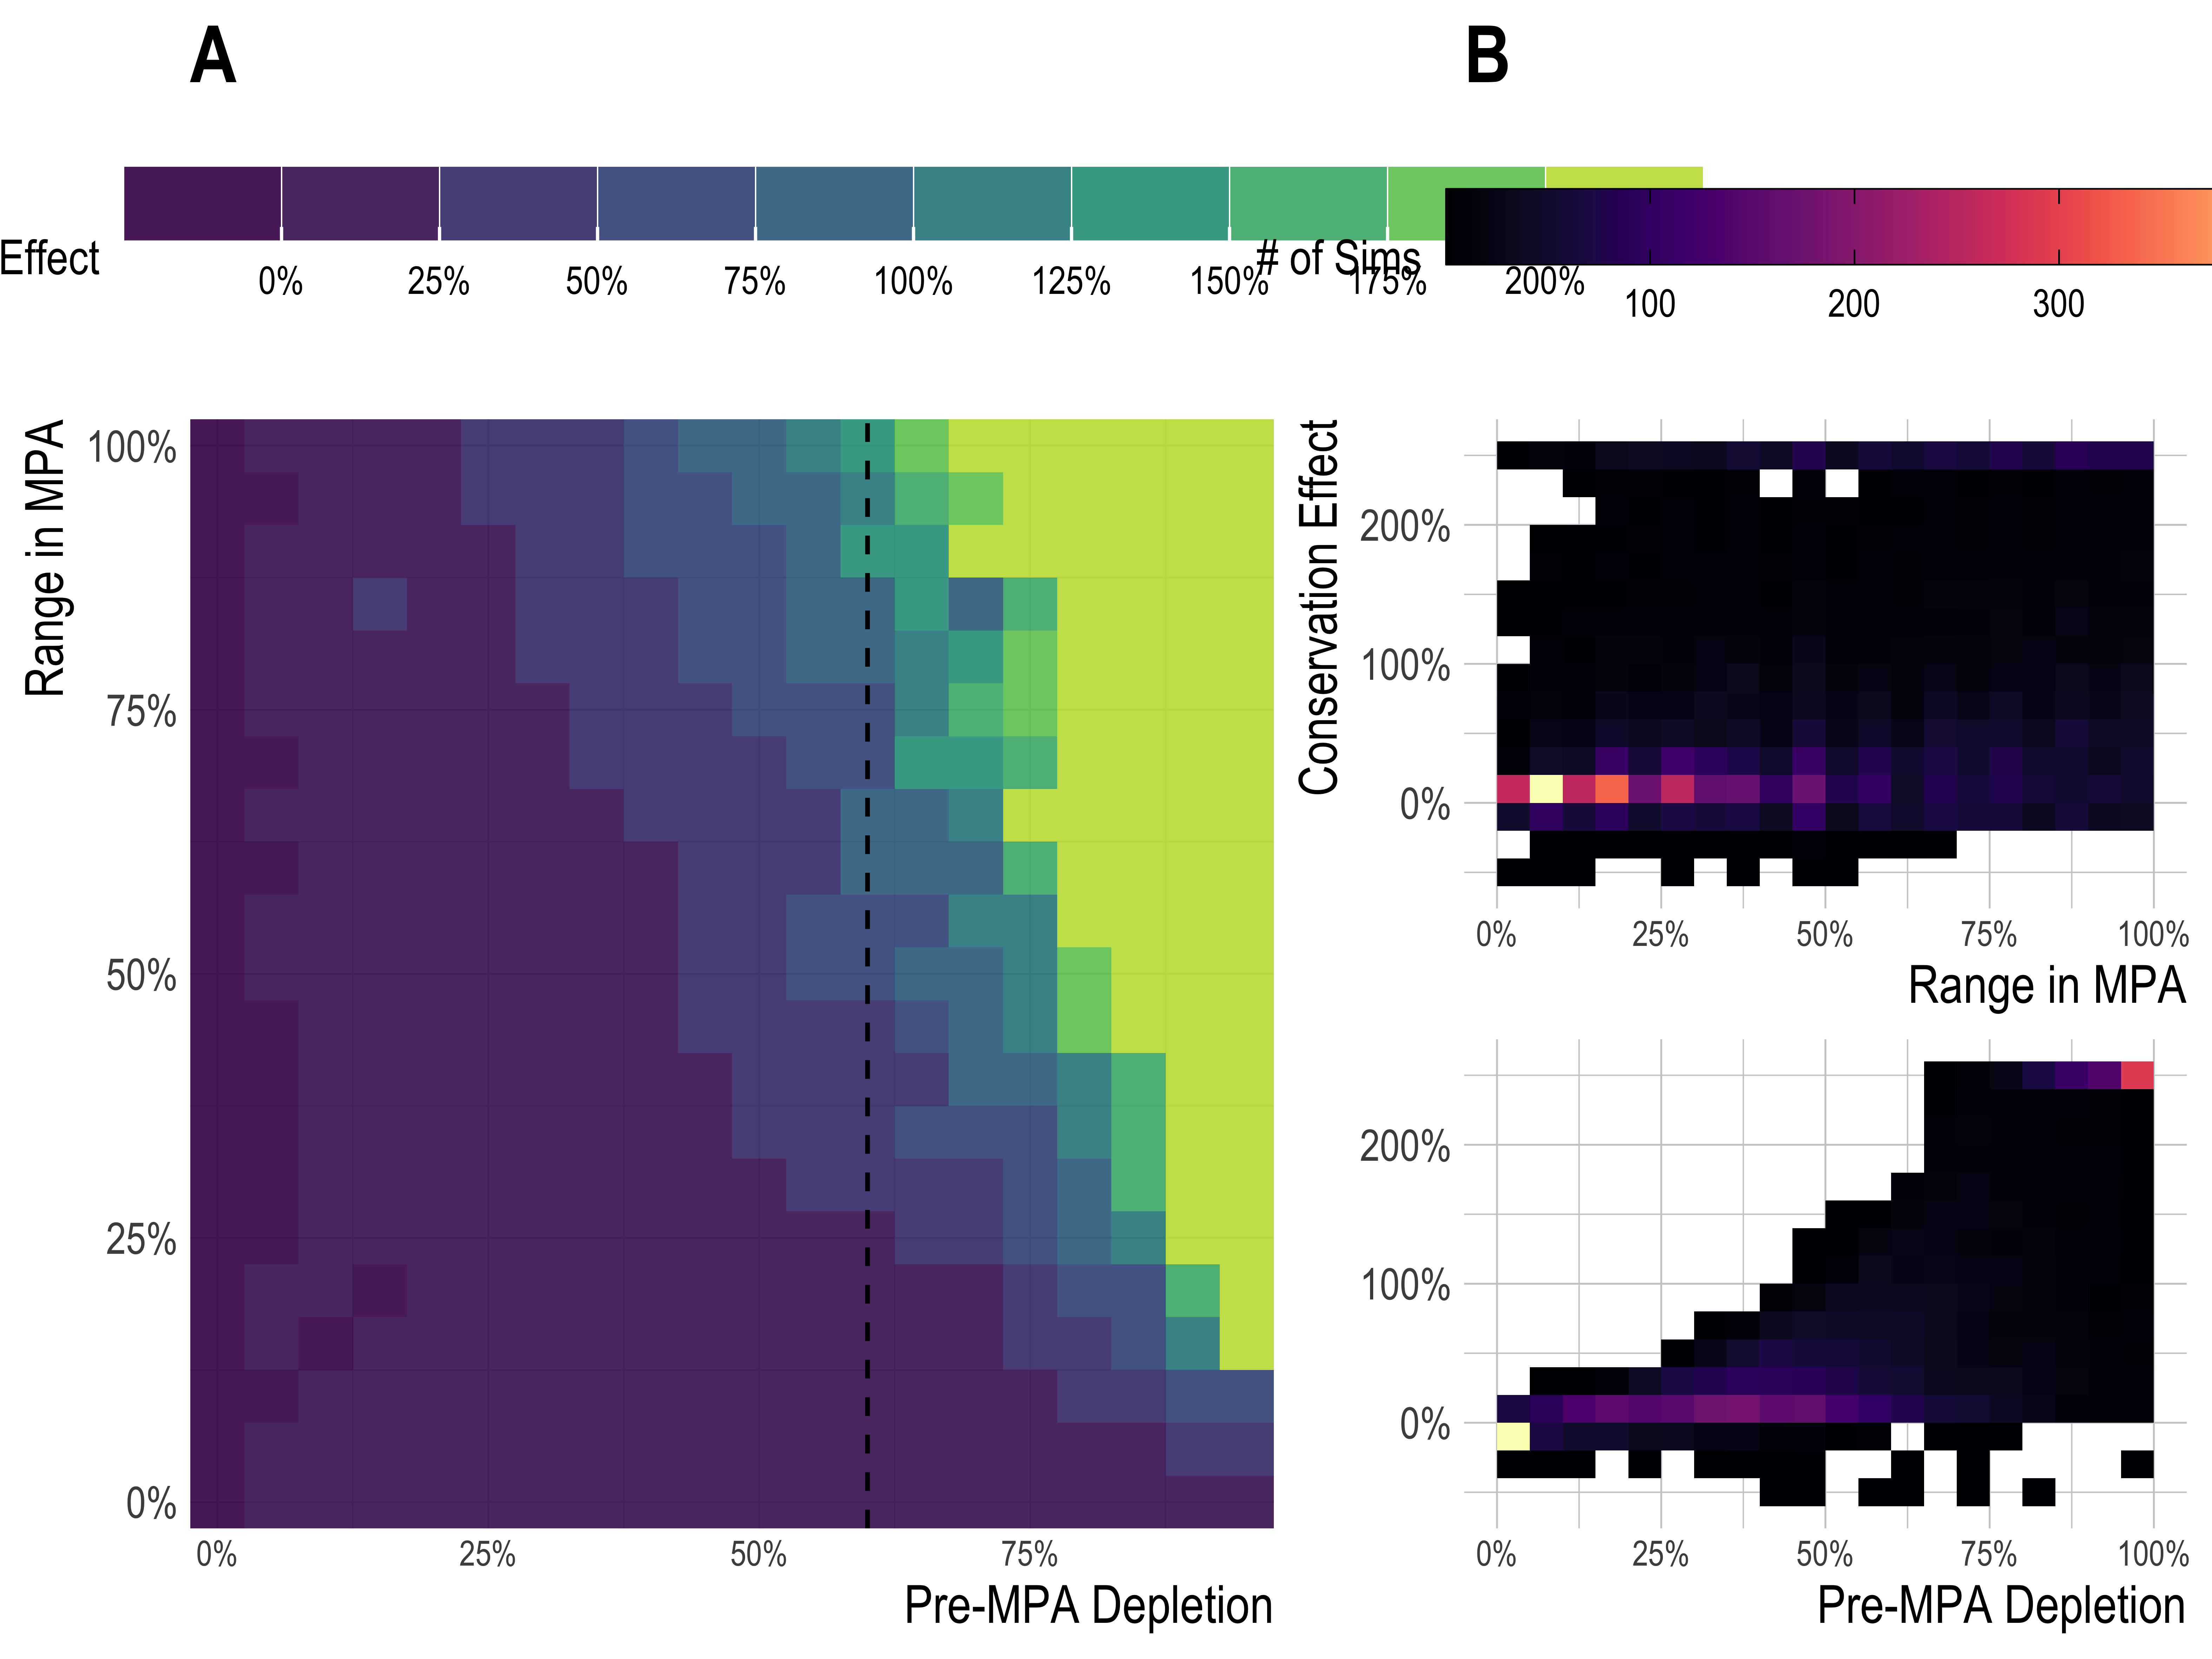 A
B
Effect
0% 25% 50% 75% 100% 125% 150% 175% 200%
# of Sims
100 200 300
Range in MPA
100%
75%
50%
25%
0%
0% 25% 50% 75%
Pre-MPA Depletion
Conservation Effect
200%
100%
0%
0% 25% 50% 75% 100%
Range in MPA
200%
100%
0%
0% 25% 50% 75% 100%
Pre-MPA Depletion